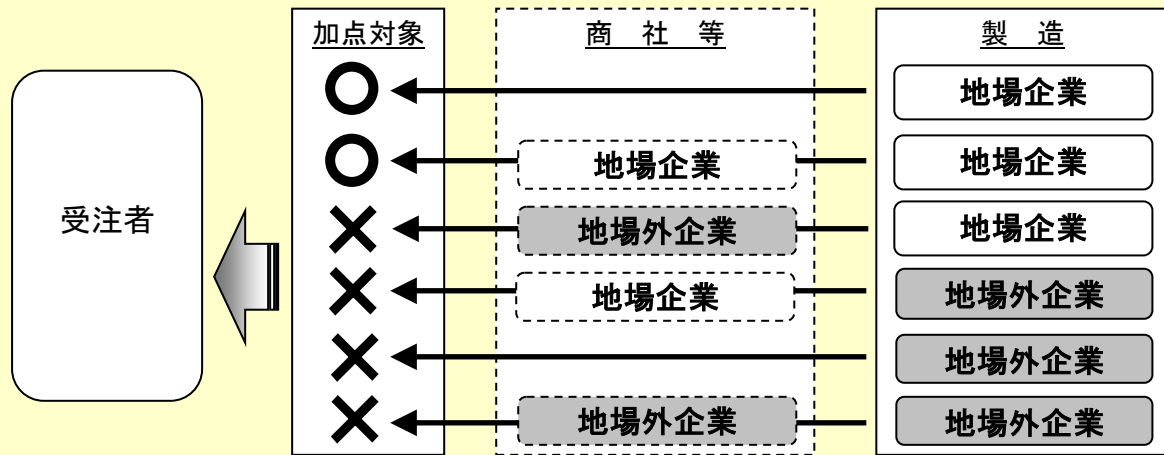 加点対象
商 社 等
製 造
地場企業
地場企業
地場企業
受注者
地場外企業
地場企業
地場企業
地場外企業
地場外企業
地場外企業
地場外企業